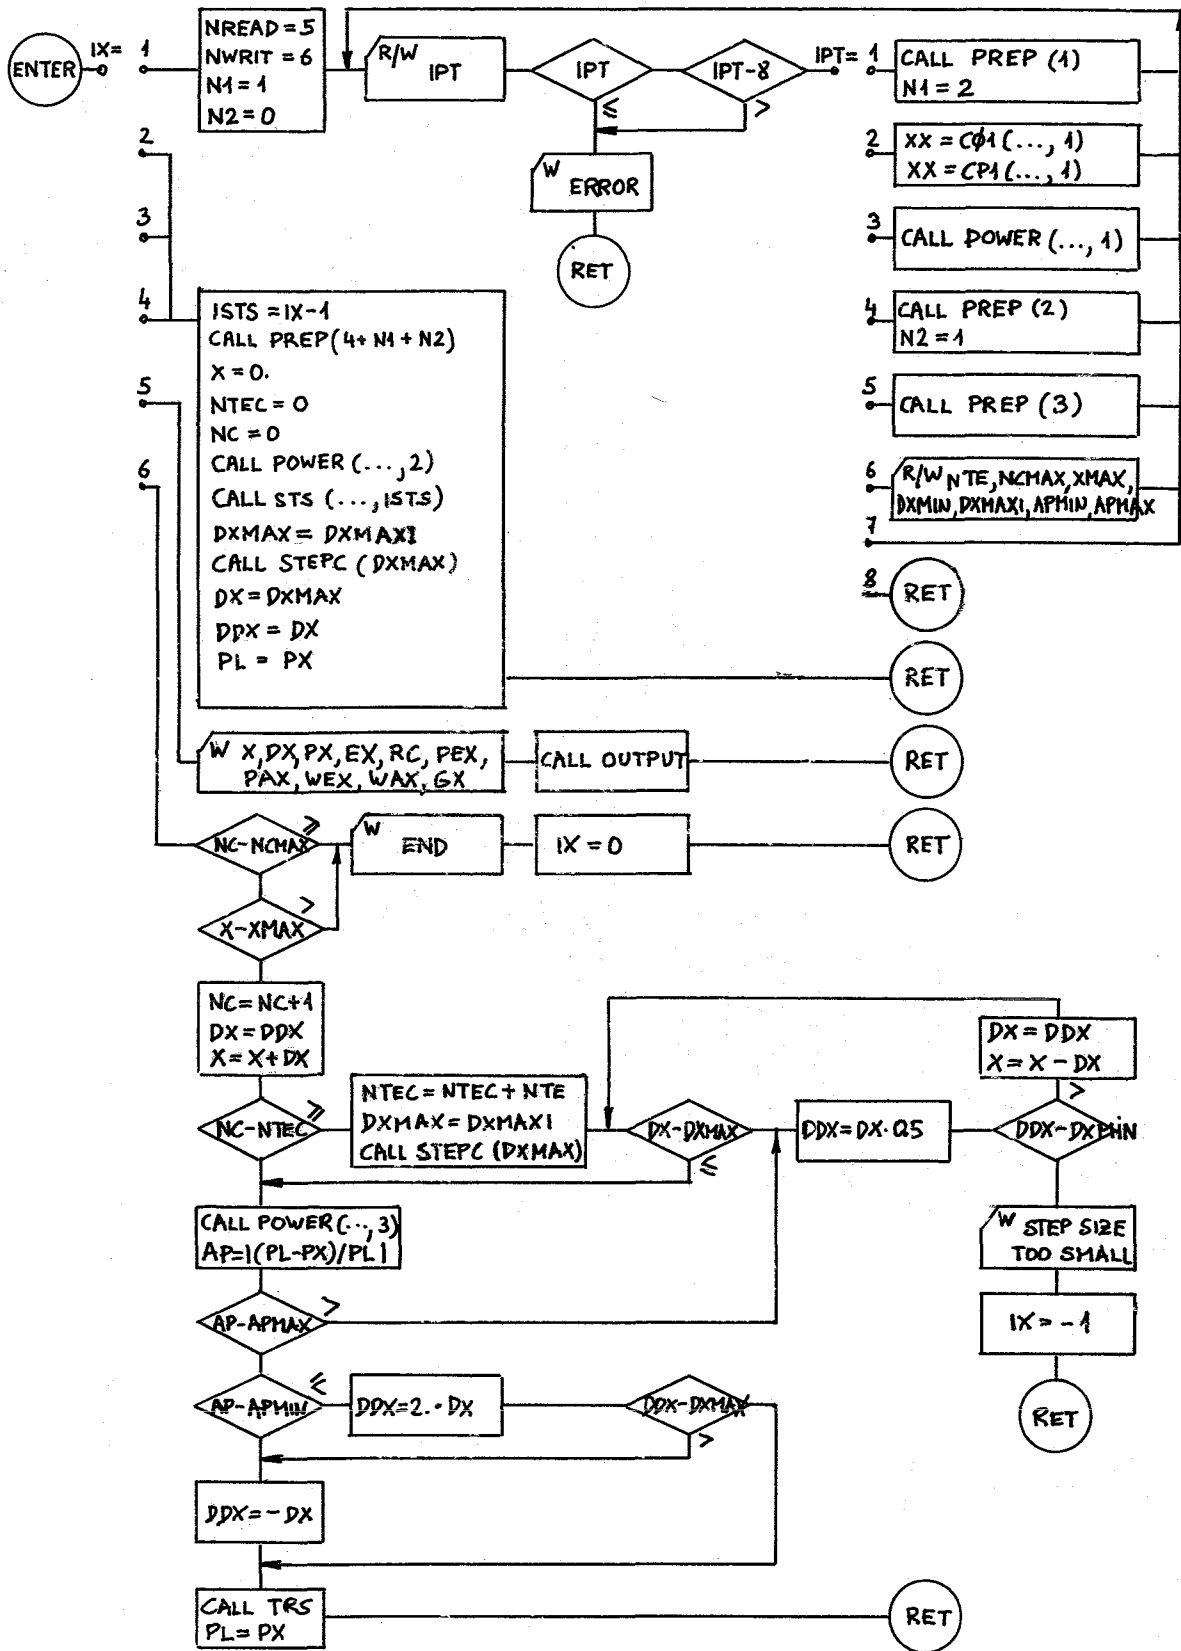 ENTER
IX=
1
NREAD=5
NWRIT=6
N1=1
N2=0
R/W
IPT
IPT
≤
IPT-8
>
W
ERROR
RET
IPT=
1
CALL PREP (1)
N1=2
2
XX = CØ1(...,1)
XX = CP1(...,1)
3
CALL POWER (...,1)
4
CALL PREP (2)
N2=1
5
CALL PREP (3)
6
R/W NTE, NCMAX, XMAX,
DXMIN, DXMAXI, APMIN, APMAX
7
8
RET
2
3
4
ISTS = IX-1
CALL PREP(4+N1+N2)
X = 0.
NTEC = 0
NC = 0
CALL POWER (...,2)
CALL STS (...,ISTS)
DXMAX = DXMAXI
CALL STEPC (DXMAX)
DX = DXMAX
DDX = DX
PL = PX
RET
5
W X, DX, PX, EX, RC, PEX,
PAX, WEX, WAX, GX
CALL OUTPUT
RET
6
NC-NCMAX
≥
W
END
IX = 0
RET
X-XMAX
>
NC=NC+1
DX=DDX
X=X+DX
NC-NTEC
≥
NTEC=NTEC+NTE
DXMAX=DXMAXI
CALL STEPC (DXMAX)
DX-DXMAX
≤
DDX=DX·0.5
DX=DDX
X=X-DX
>
DDX-DXMIN
W STEP SIZE
TOO SMALL
IX = -1
RET
CALL POWER(...,3)
AP=|(PL-PX)/PL|
AP-APMAX
>
AP-APMIN
≤
DDX=2.·DX
DDX-DXMAX
>
DDX=-DX
CALL TRS
PL=PX
RET